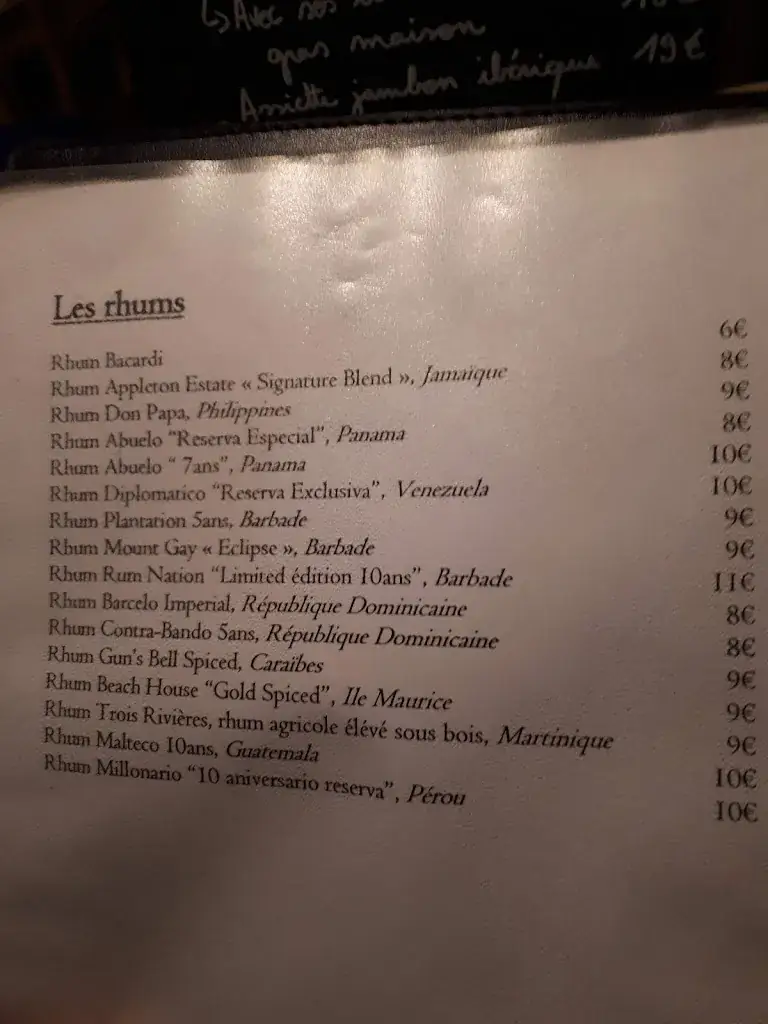 ↳ Avec
gras maison
Assiette jambon ibérique 19€
Les rhums
Rhum Bacardi 6€
Rhum Appleton Estate « Signature Blend », Jamaïque 8€
Rhum Don Papa, Philippines 9€
Rhum Abuelo “Reserva Especial”, Panama 8€
Rhum Abuelo “ 7ans”, Panama 10€
Rhum Diplomatico “Reserva Exclusiva”, Venezuela 10€
Rhum Plantation 5ans, Barbade 9€
Rhum Mount Gay « Eclipse », Barbade 9€
Rhum Rum Nation “Limited édition 10ans”, Barbade 11€
Rhum Barcelo Imperial, République Dominicaine 8€
Rhum Contra-Bando 5ans, République Dominicaine 8€
Rhum Gun’s Bell Spiced, Caraïbes 9€
Rhum Beach House “Gold Spiced”, Ile Maurice 9€
Rhum Trois Rivières, rhum agricole élévé sous bois, Martinique 9€
Rhum Malteco 10ans, Guatemala 10€
Rhum Millonario “10 aniversario reserva”, Pérou 10€